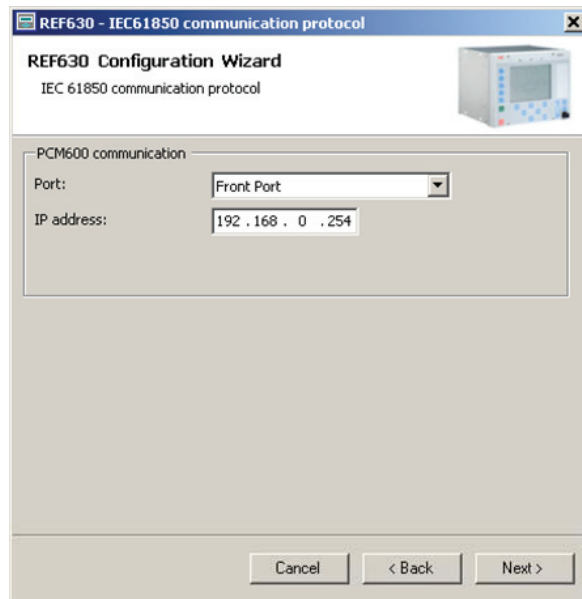 REF630 - IEC61850 communication protocol
REF630 Configuration Wizard
IEC 61850 communication protocol
PCM600 communication
Port: Front Port
IP address: 192 . 168 . 0 . 254
Cancel < Back Next >